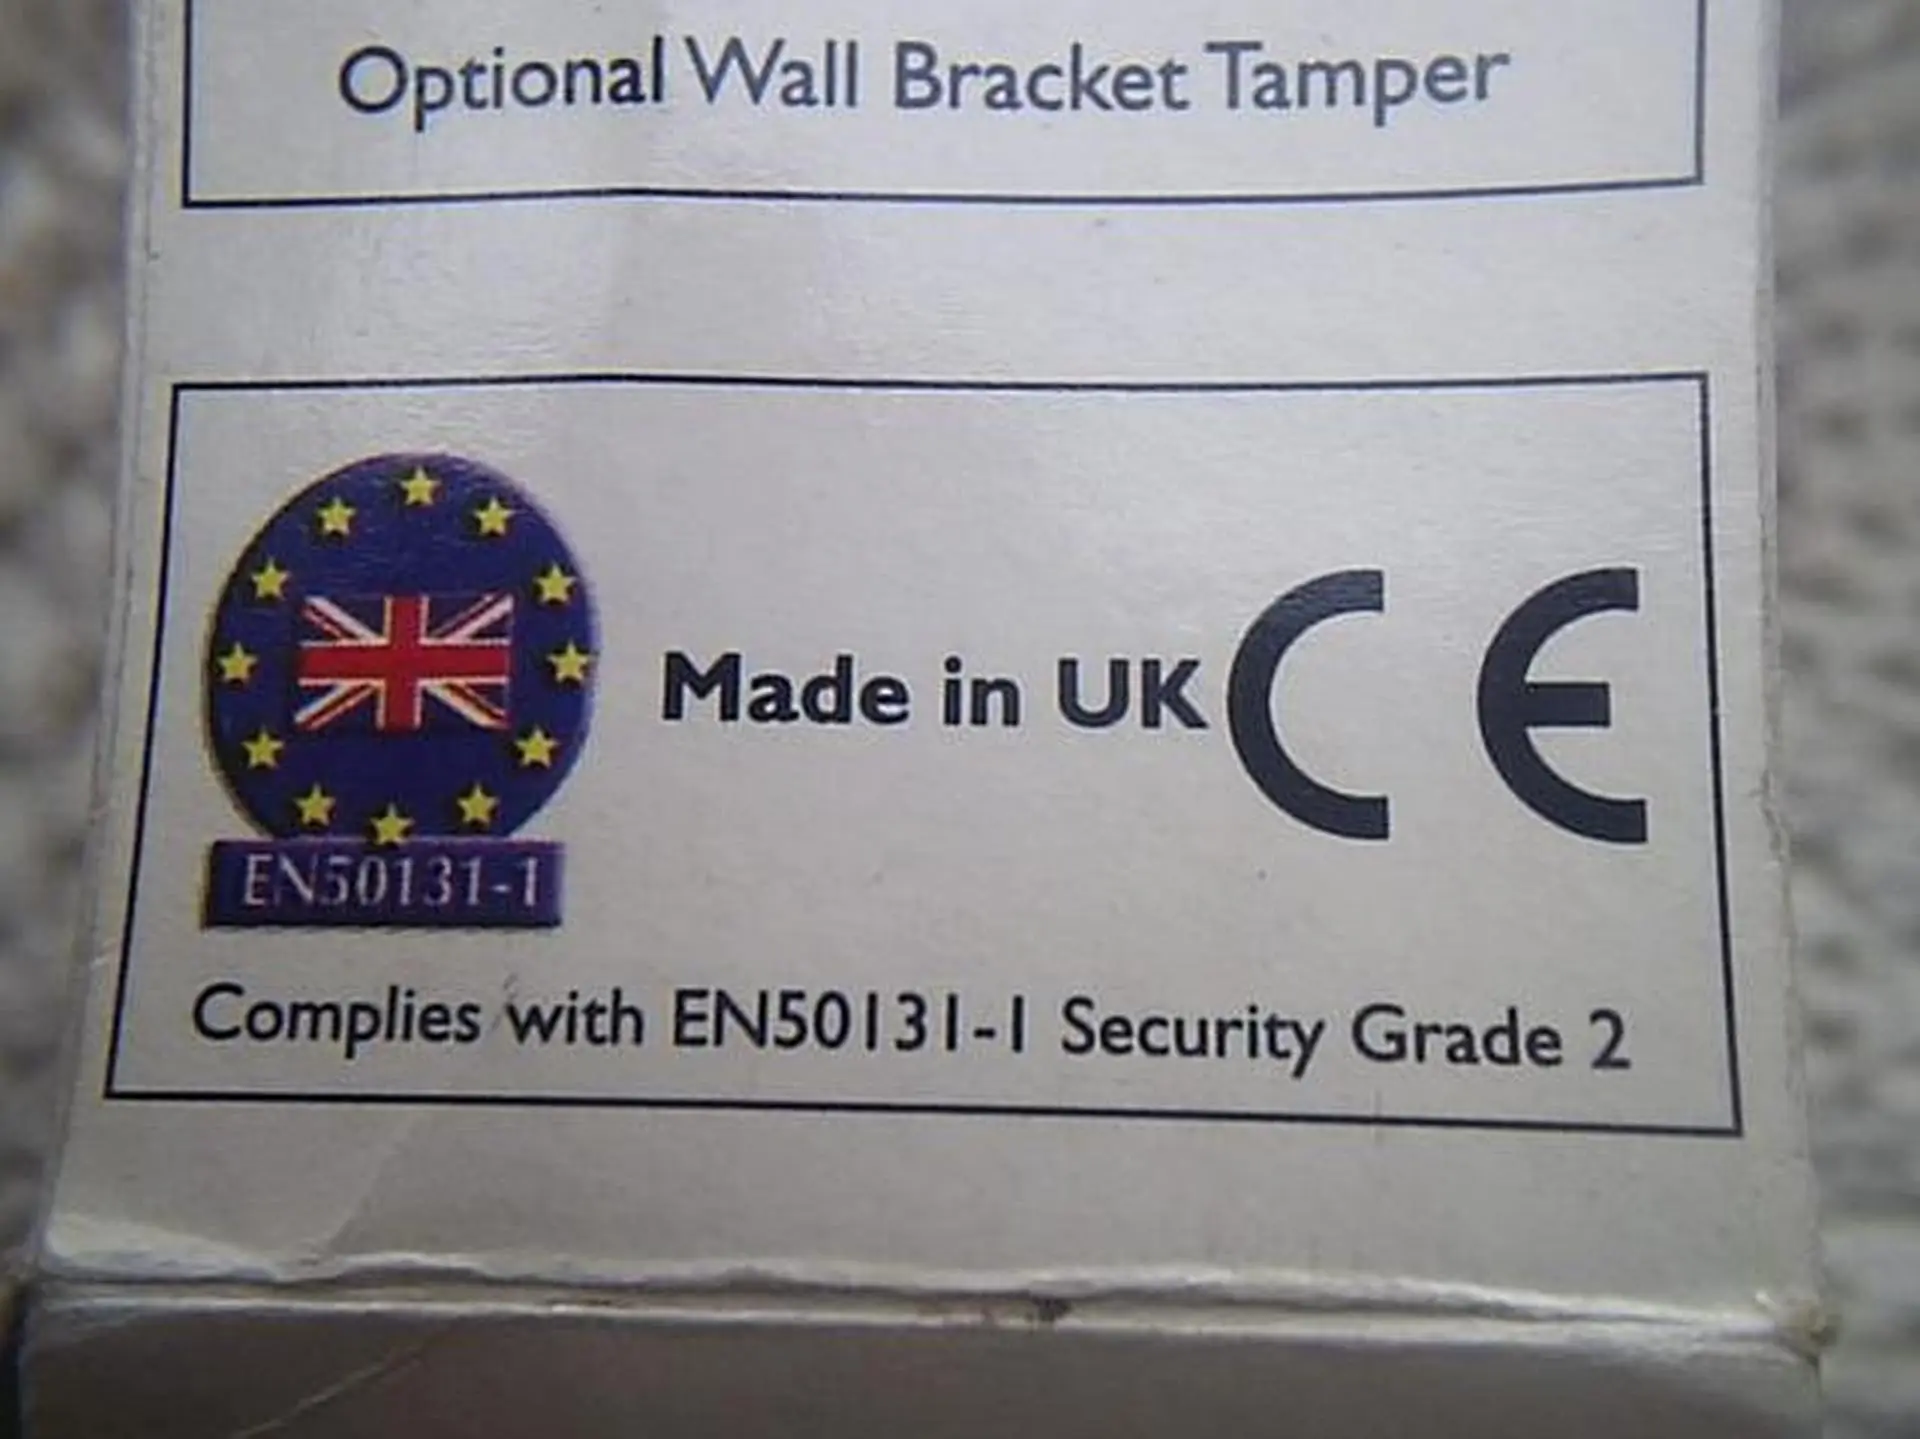 Optional Wall Bracket Tamper
Made in UK CE
EN50131-1
Complies with EN50131-1 Security Grade 2